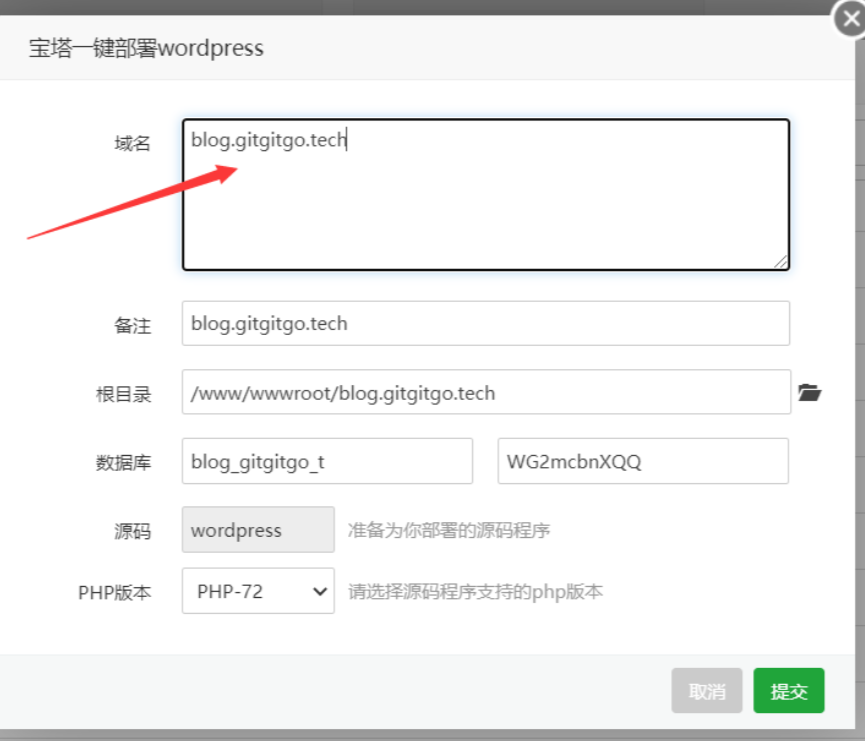 宝塔一键部署wordpress
域名 blog.gitgitgo.tech
备注 blog.gitgitgo.tech
根目录 /www/wwwroot/blog.gitgitgo.tech
数据库 blog_gitgitgo_t WG2mcbnXQQ
源码 wordpress 准备为你部署的源码程序
PHP版本 PHP-72 请选择源码程序支持的php版本
取消 提交